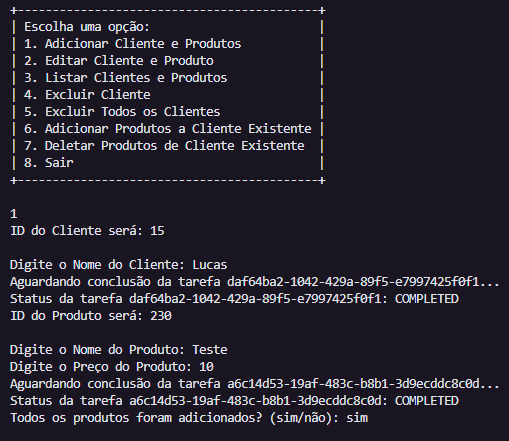 +--------------------------------------------+
| Escolha uma opção:                         |
| 1. Adicionar Cliente e Produtos            |
| 2. Editar Cliente e Produto                |
| 3. Listar Clientes e Produtos              |
| 4. Excluir Cliente                         |
| 5. Excluir Todos os Clientes               |
| 6. Adicionar Produtos a Cliente Existente |
| 7. Deletar Produtos de Cliente Existente  |
| 8. Sair                                    |
+--------------------------------------------+
1
ID do Cliente será: 15
Digite o Nome do Cliente: Lucas
Aguardando conclusão da tarefa daf64ba2-1042-429a-89f5-e7997425f0f1...
Status da tarefa daf64ba2-1042-429a-89f5-e7997425f0f1: COMPLETED
ID do Produto será: 230
Digite o Nome do Produto: Teste
Digite o Preço do Produto: 10
Aguardando conclusão da tarefa a6c14d53-19af-483c-b8b1-3d9ecddc8c0d...
Status da tarefa a6c14d53-19af-483c-b8b1-3d9ecddc8c0d: COMPLETED
Todos os produtos foram adicionados? (sim/não): sim